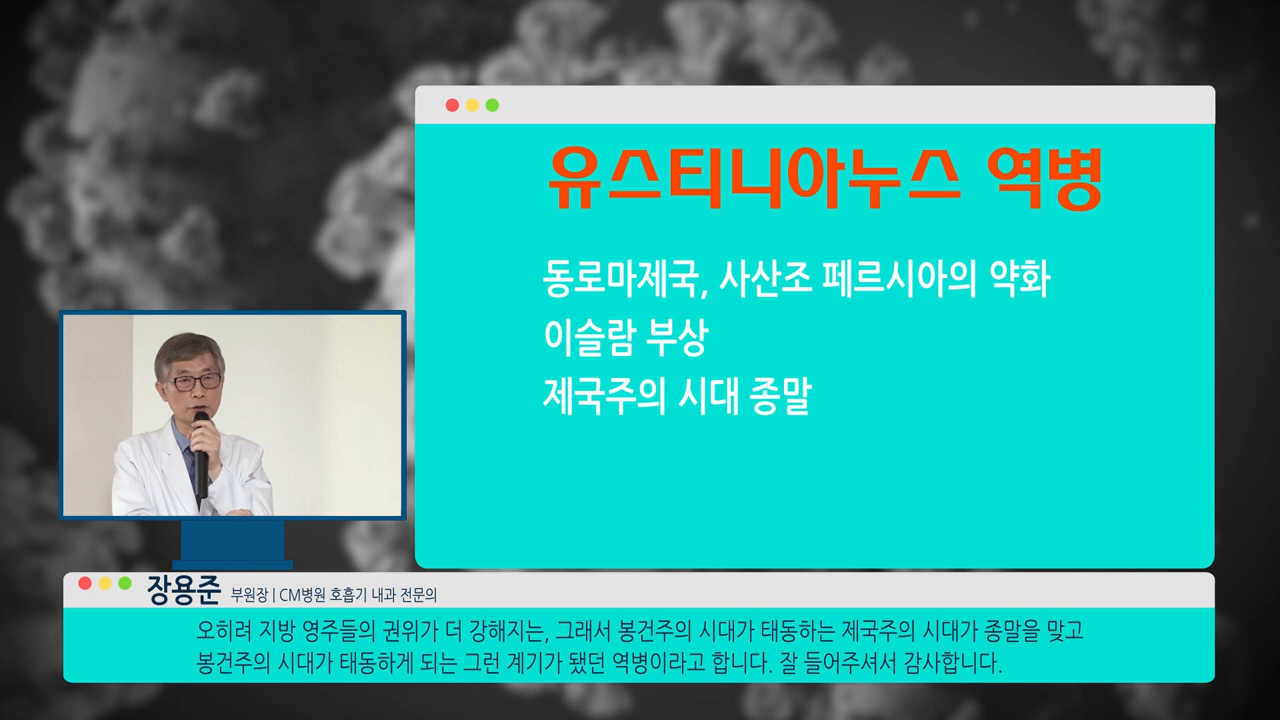 유스티니아누스 역병
동로마제국, 사산조 페르시아의 약화
이슬람 부상
제국주의 시대 종말
장용준 부원장 | CM병원 호흡기 내과 전문의
오히려 지방 영주들의 권위가 더 강해지는, 그래서 봉건주의 시대가 태동하는 제국주의 시대가 종말을 맞고
봉건주의 시대가 태동하게 되는 그런 계기가 됐던 역병이라고 합니다. 잘 들어주셔서 감사합니다.